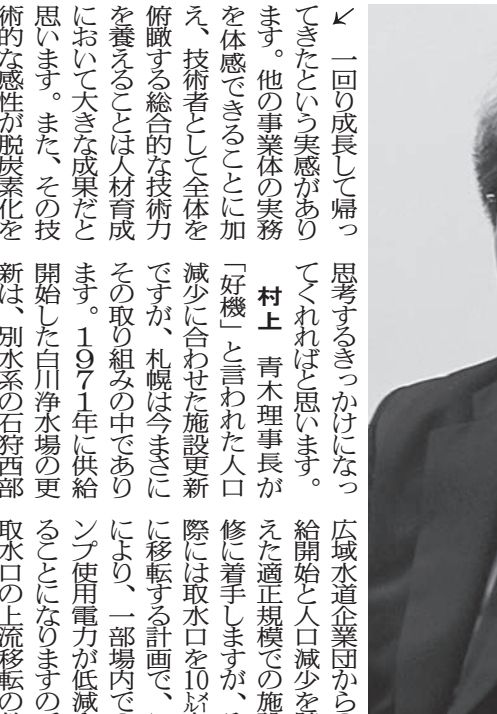 ↙ 一回り成長して帰っ
てきたという実感があり
ます。他の事業体の実務
を体感できることに加
え、技術者として全体を
俯瞰する総合的な技術力
を養えることは人材育成
において大きな成果だと
思います。また、その技
術的な感性が脱炭素化を
思考するきっかけになっ
てくれればと思います。
村上 青木理事長が
「好機」と言われた人口
減少に合わせた施設更新
ですが、札幌は今まさに
その取り組みの中であり
ます。1971年に供給
開始した白川浄水場の更
新は、別水系の石狩西部
広域水道企業団から
給開始と人口減少を
えた適正規模での施
修に着手しますが、
際には取水口を10㌔
に移転する計画で、
により、一部場内で
ンプ使用電力が低減
ることになりますの
取水口の上流移転の